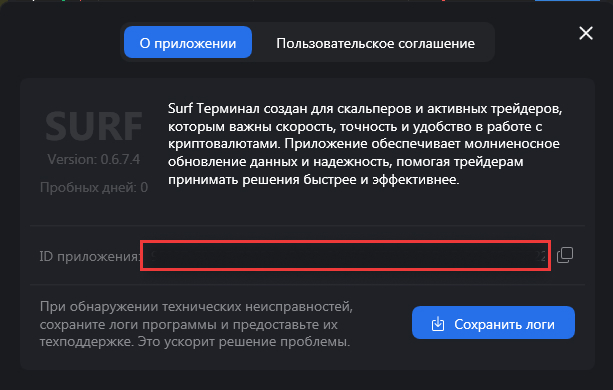 О приложении
Пользовательское соглашение
SURF
Version: 0.6.7.4
Пробных дней: 0
Surf Терминал создан для скальперов и активных трейдеров,
которым важны скорость, точность и удобство в работе с
криптовалютами. Приложение обеспечивает молниеносное
обновление данных и надежность, помогая трейдерам
принимать решения быстрее и эффективнее.
ID приложения:
При обнаружении технических неисправностей,
сохраните логи программы и предоставьте их
техподдержке. Это ускорит решение проблемы.
Сохранить логи